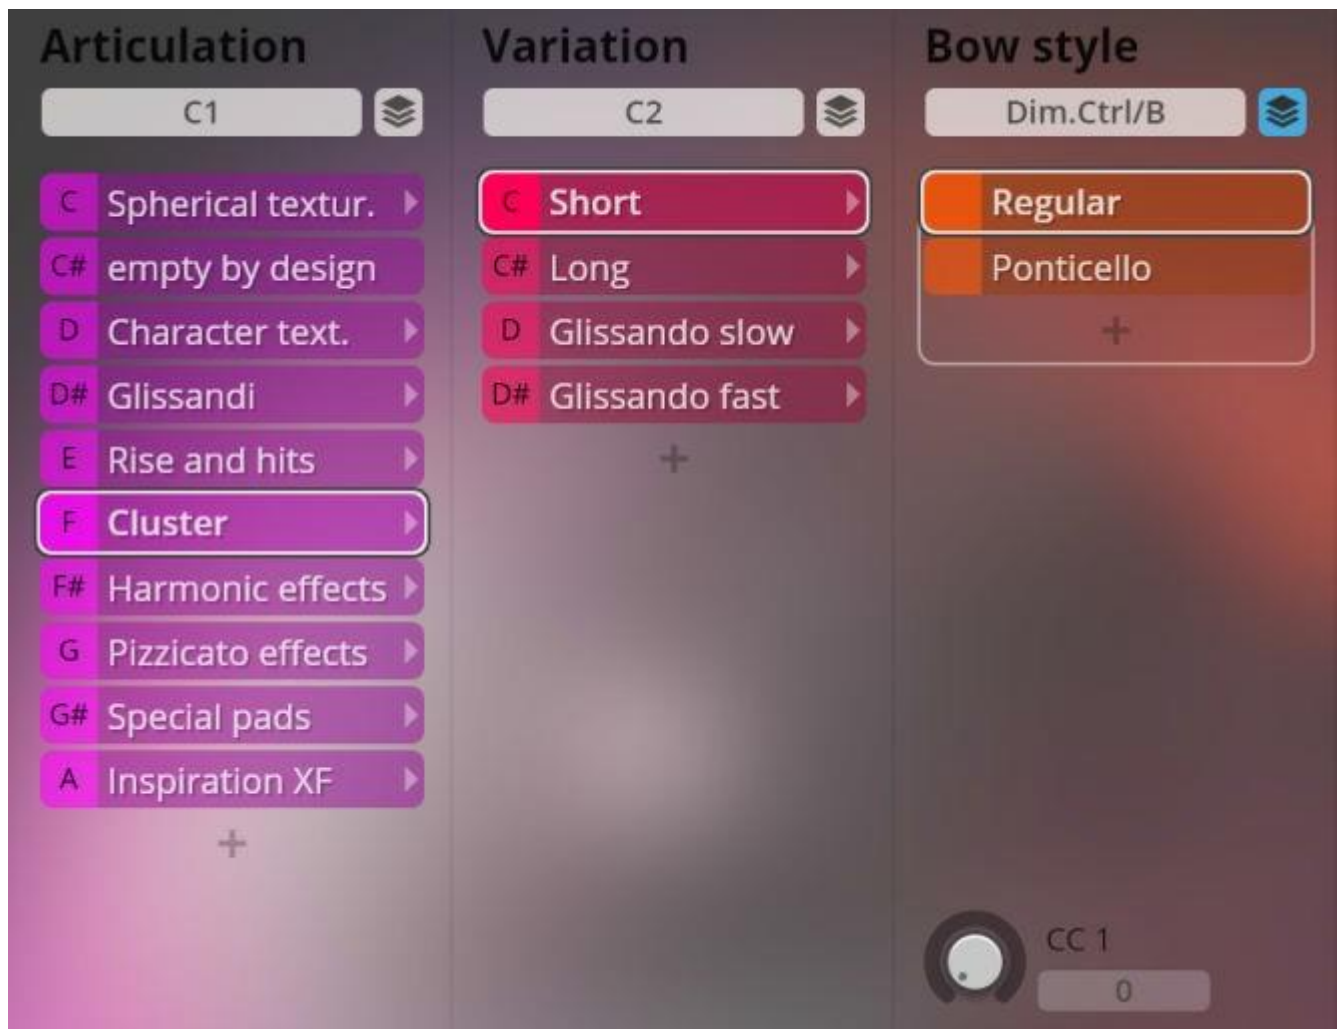 Articulation
C1
C Spherical textur.
C# empty by design
D Character text.
D# Glissandi
E Rise and hits
F Cluster
F# Harmonic effects
G Pizzicato effects
G# Special pads
A Inspiration XF
+
Variation
C2
C Short
C# Long
D Glissando slow
D# Glissando fast
+
Bow style
Dim.Ctrl/B
Regular
Ponticello
+
CC 1
0